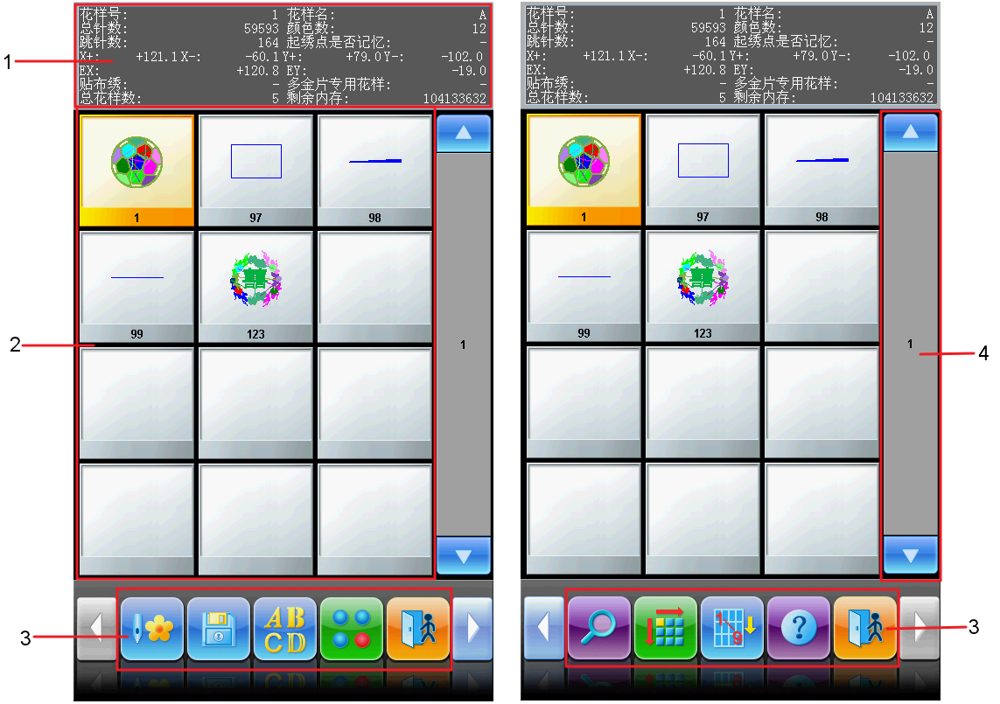 花样号: 1 花样名: A
总针数: 59593 颜色数: 12
跳针数: 164 起绣点是否记忆: -
X+: +121.1 X-: -60.1 Y+: +79.0 Y-: -102.0
EX: +120.8 EY: -19.0
贴布绣: - 多金片专用花样: -
总花样数: 5 剩余内存: 104133632
1
1 97 98
99 123
2
1
3
AB
CD
花样号: 1 花样名: A
总针数: 59593 颜色数: 12
跳针数: 164 起绣点是否记忆: -
X+: +121.1 X-: -60.1 Y+: +79.0 Y-: -102.0
EX: +120.8 EY: -19.0
贴布绣: - 多金片专用花样: -
总花样数: 5 剩余内存: 104133632
1 97 98
99 123
1
4
1
9
?
3